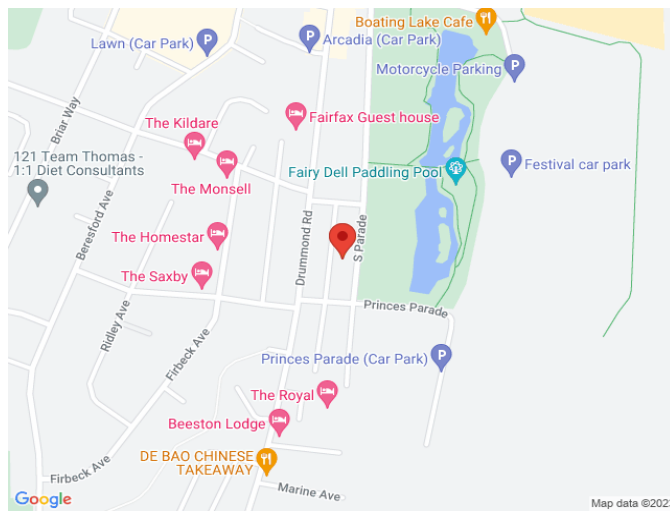 Boating Lake Cafe
Lawn (Car Park)
P
P
Arcadia (Car Park)
Motorcycle Parking
P
Briar Way
Fairfax Guest house
The Kildare
121 Team Thomas -
1:1 Diet Consultants
The Monsell
Fairy Dell Paddling Pool
P
Festival car park
Beresford Ave
Drummond Rd
S Parade
The Homestar
The Saxby
Ridley Ave
Princes Parade
Firbeck Ave
Princes Parade (Car Park)
P
The Royal
Beeston Lodge
DE BAO CHINESE
TAKEAWAY
Firbeck Ave
Marine Ave
Google
Map data ©202